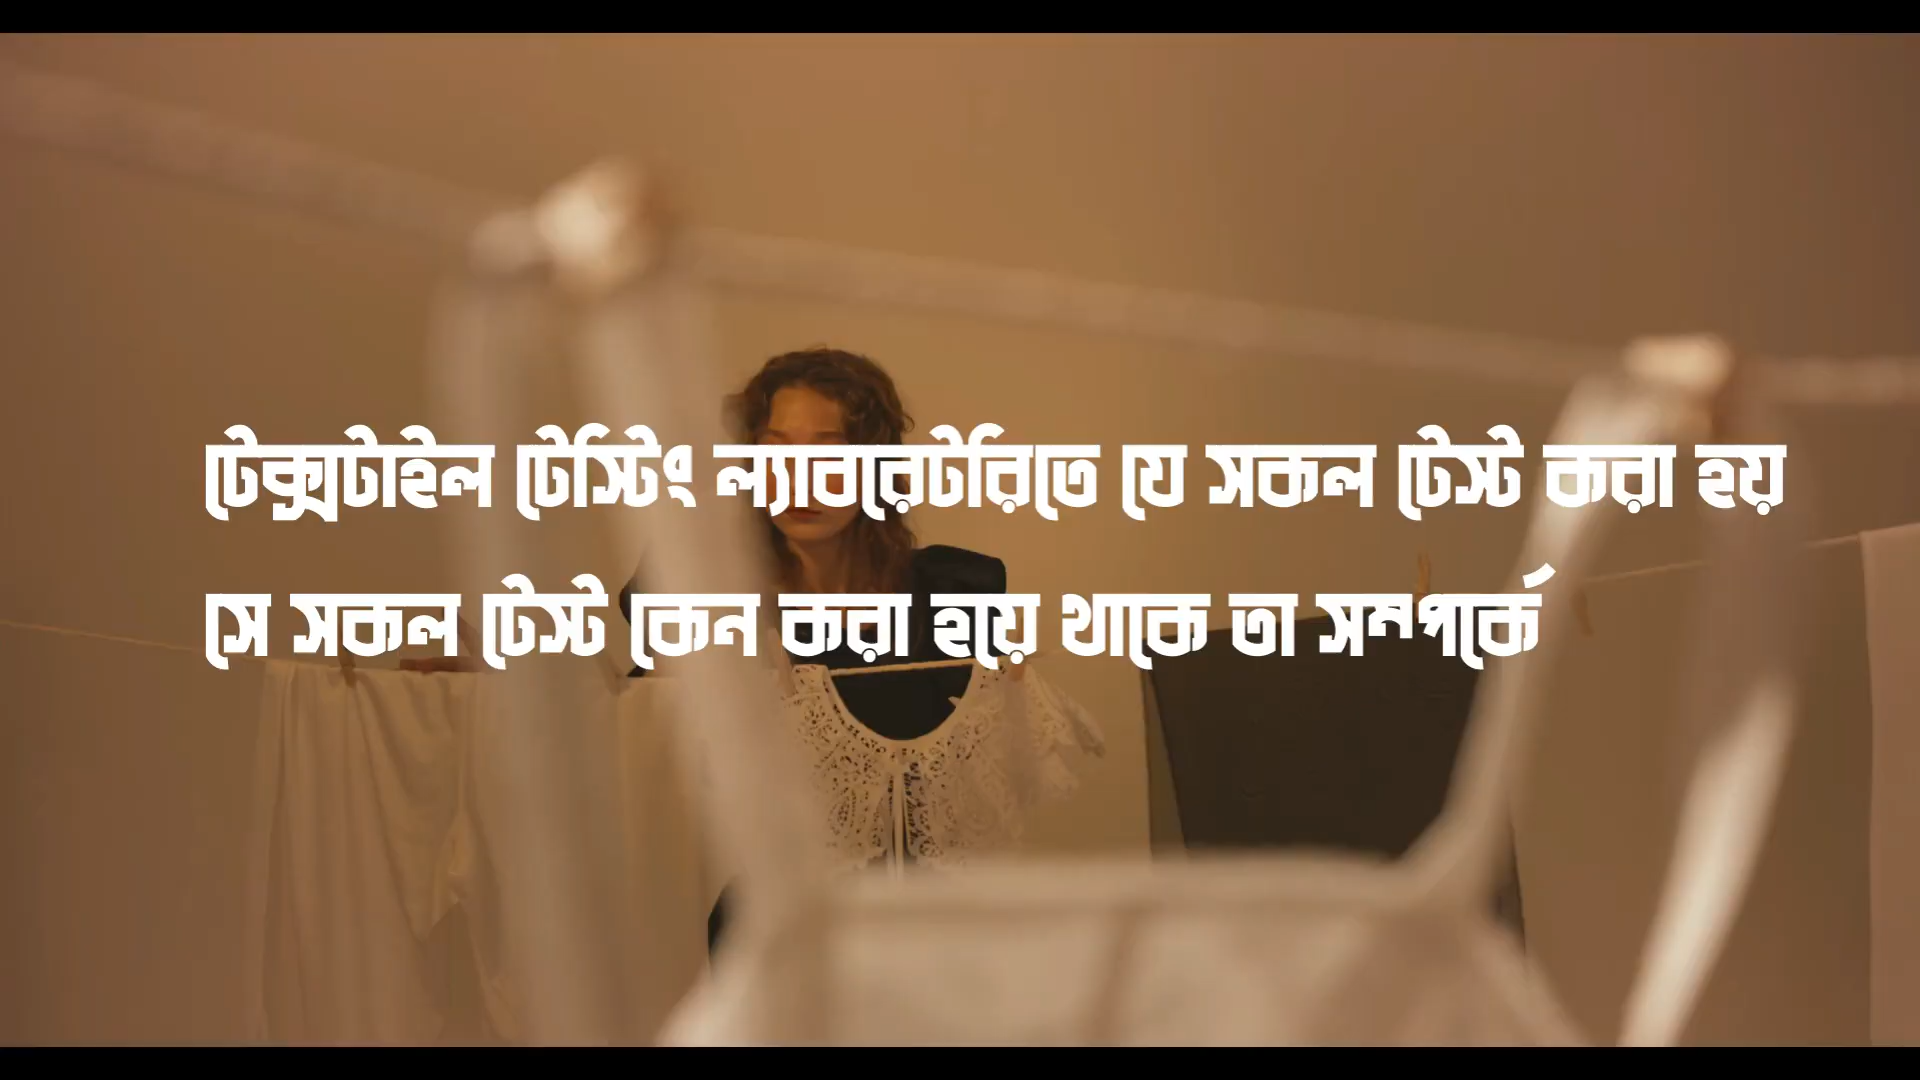 টেক্সটাইল টেস্টিং ল্যাবরেটরিতে যে সকল টেস্ট করা হয়
সে সকল টেস্ট কেন করা হয়ে থাকে তা সম্পর্কে